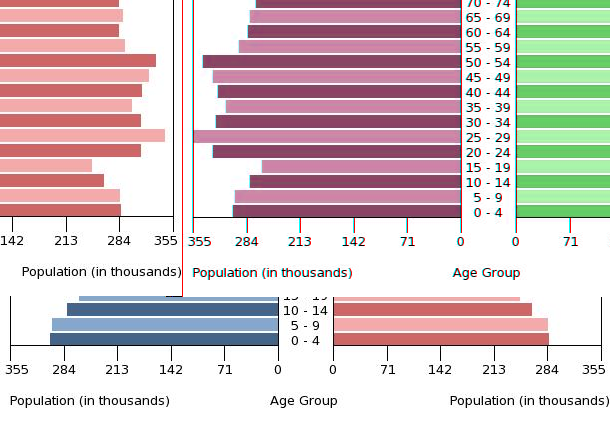 70 - 74
65 - 69
60 - 64
55 - 59
50 - 54
45 - 49
40 - 44
35 - 39
30 - 34
25 - 29
20 - 24
15 - 19
10 - 14
5 - 9
0 - 4
142 213 284 355 355 284 213 142 71 0 0 71
Population (in thousands) Population (in thousands) Age Group
10 - 14
5 - 9
0 - 4
355 284 213 142 71 0 0 71 142 213 284 355
Population (in thousands) Age Group Population (in thousands)